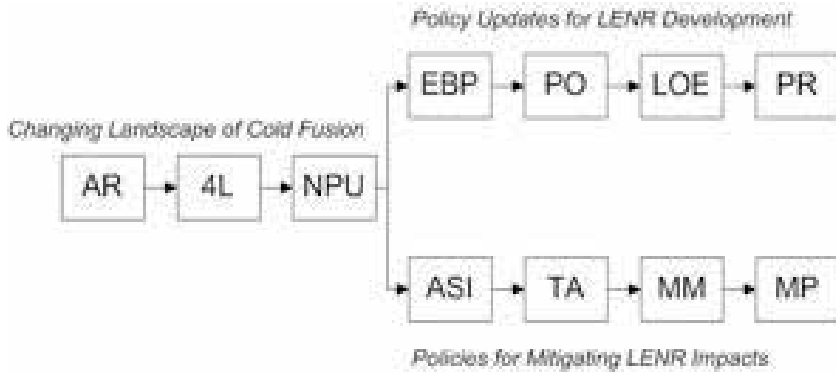 Policy Updates for LENR Development
EBP PO LOE PR
Changing Landscape of Cold Fusion
AR 4L NPU
ASI TA MM MP
Policies for Mitigating LENR Impacts